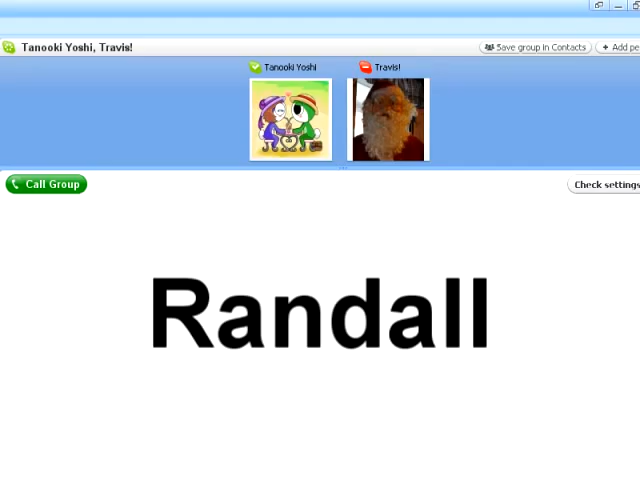 Tanooki Yoshi, Travis!
Save group in Contacts
+ Add pe
Tanooki Yoshi
Travis!
Call Group
Check settings
Randall